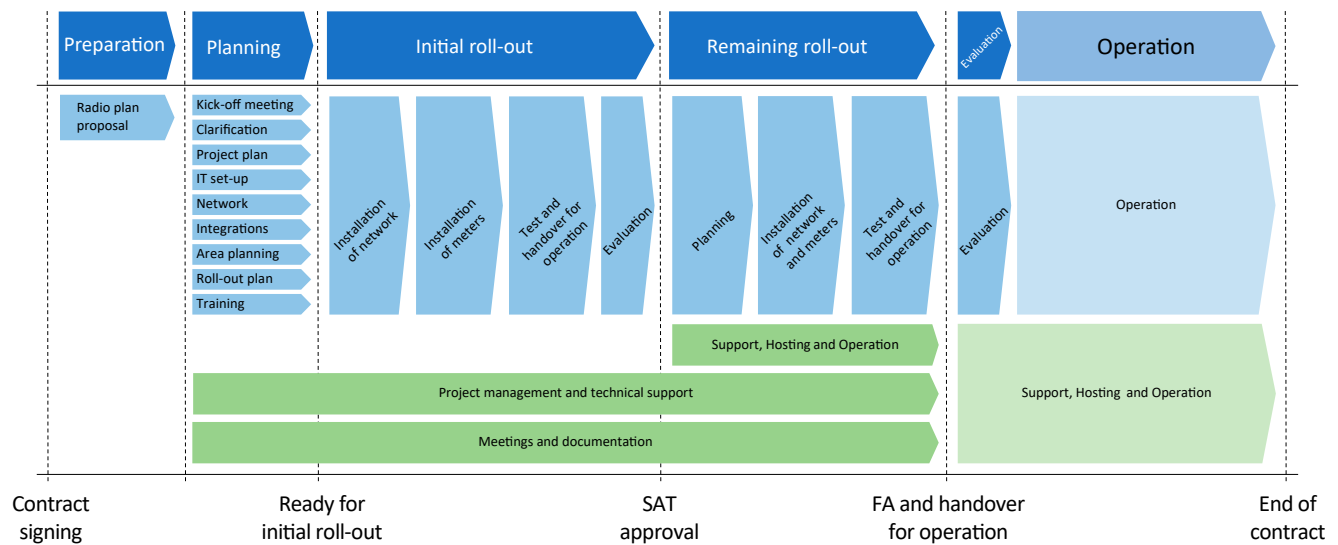 Preparation
Planning
Initial roll-out
Remaining roll-out
Evaluation
Operation
Radio plan
proposal
Kick-off meeting
Clarification
Project plan
IT set-up
Network
Integrations
Area planning
Roll-out plan
Training
Installation
of network
Installation
of meters
Test and
handover for
operation
Evaluation
Planning
Installation
of network
and meters
Test and
handover for
operation
Evaluation
Operation
Support, Hosting and Operation
Project management and technical support
Meetings and documentation
Support, Hosting and Operation
Contract
signing
Ready for
initial roll-out
SAT
approval
FA and handover
for operation
End of
contract